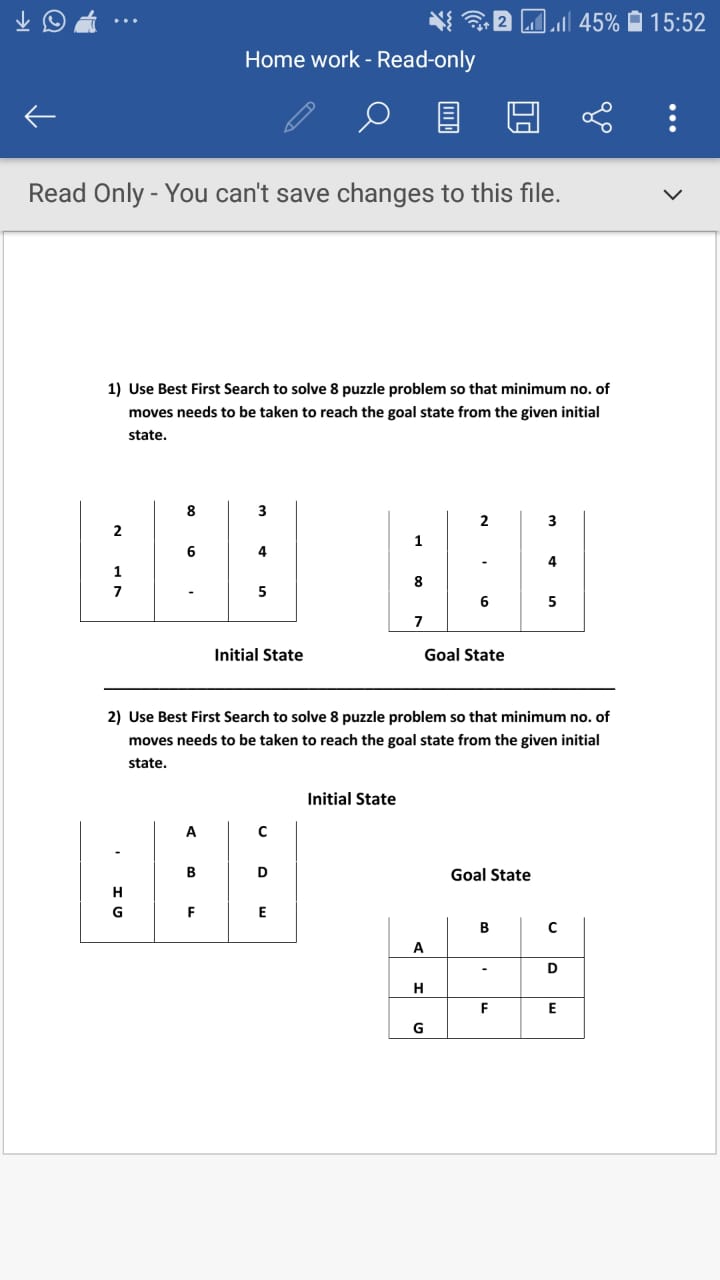 2 45% 15:52
Home work - Read-only
Read Only - You can't save changes to this file.
1) Use Best First Search to solve 8 puzzle problem so that minimum no. of
moves needs to be taken to reach the goal state from the given initial
state.
2 8 3
1 6 4
7 - 5
1 2 3
8 - 4
7 6 5
Initial State Goal State
2) Use Best First Search to solve 8 puzzle problem so that minimum no. of
moves needs to be taken to reach the goal state from the given initial
state.
Initial State
- A C
H B D
G F E
Goal State
A B C
H - D
G F E